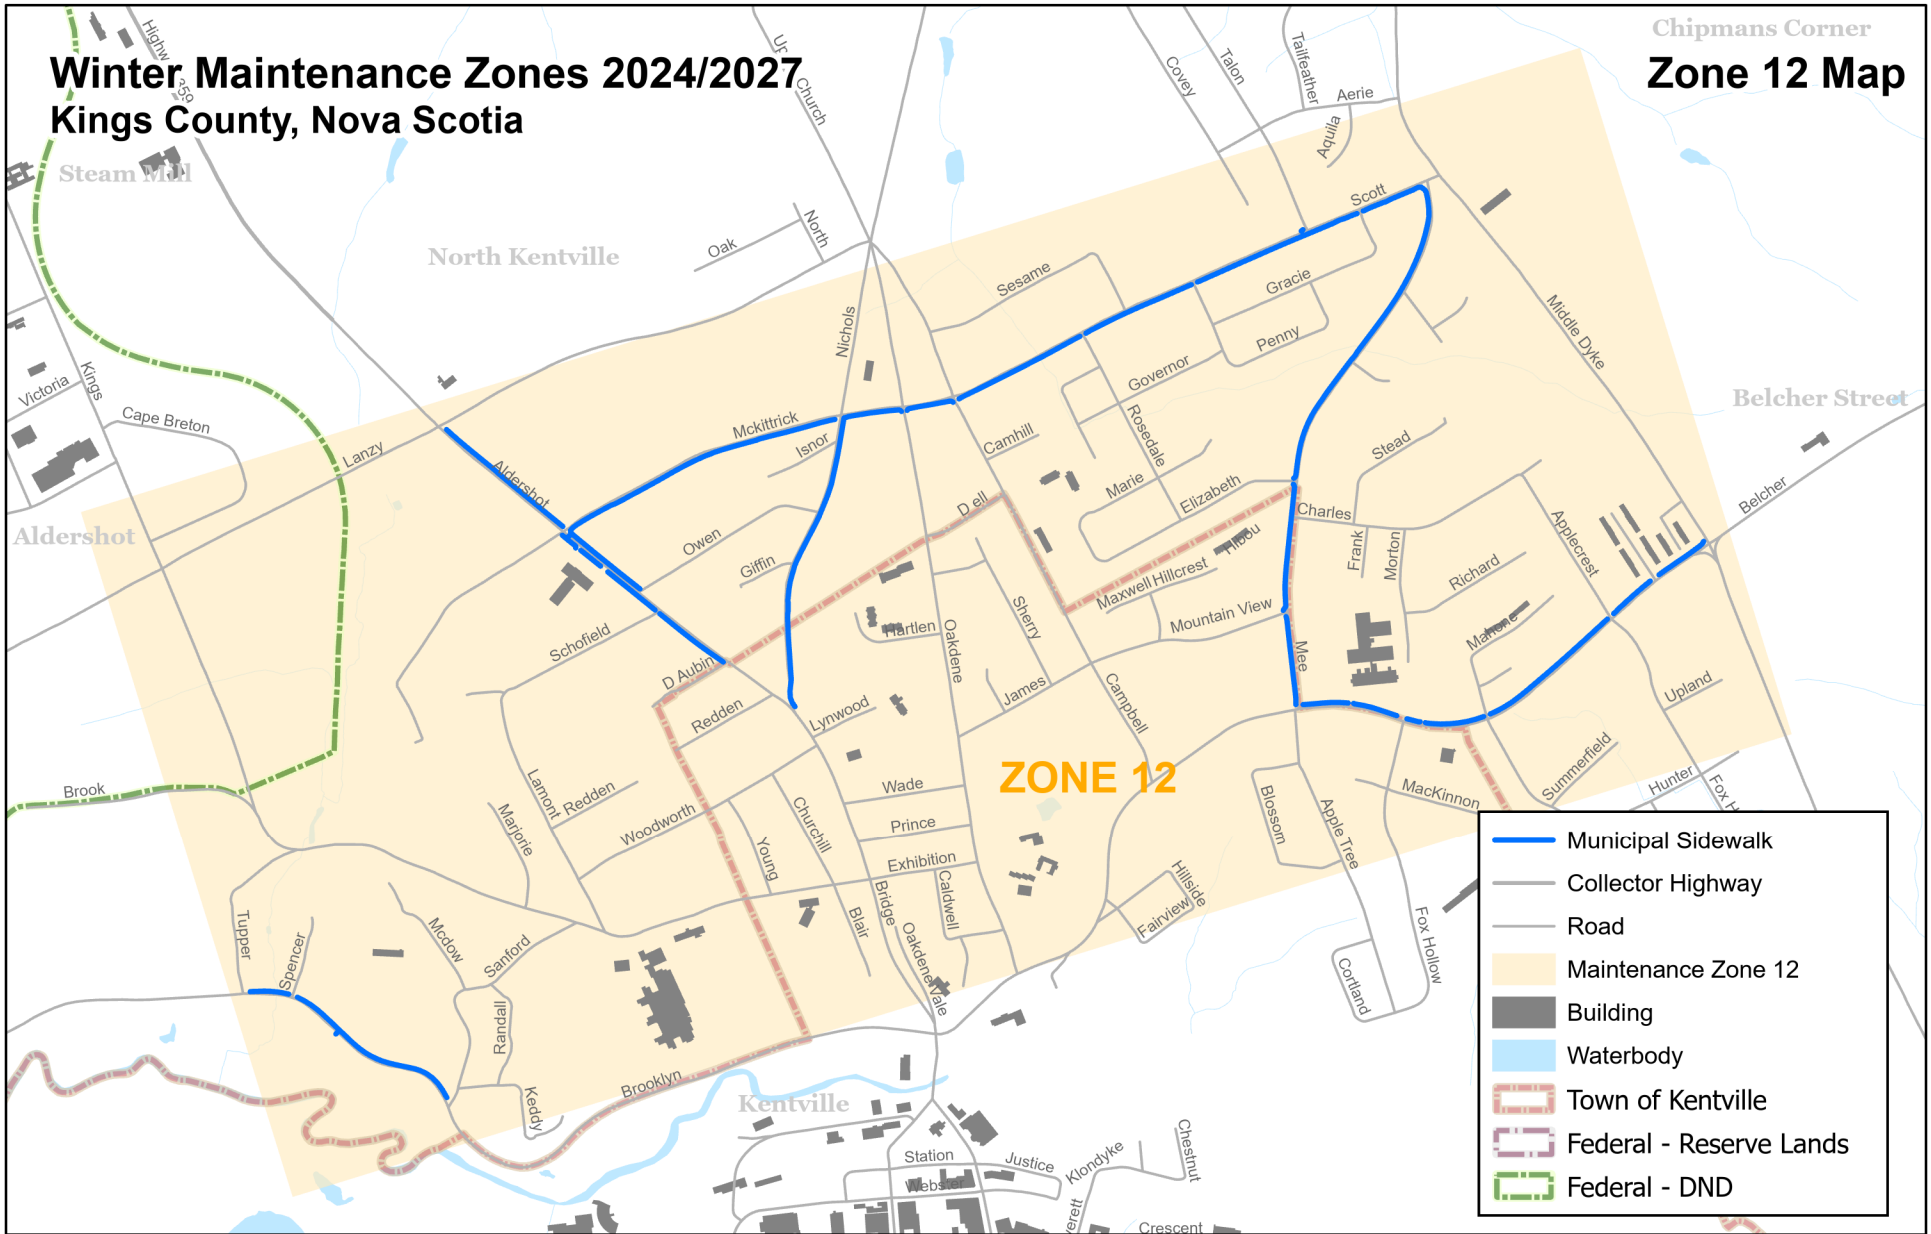 Winter Maintenance Zones 2024/2027
Kings County, Nova Scotia
Zone 12 Map
Chipmans Corner
Steam Mill
North Kentville
Aldershot
Belcher Street
Kentville
ZONE 12
Church
Covey
Talon
Tailfeather
Aerie
Aquila
Scott
Oak
North
Nichols
Sesame
Gracie
Penny
Governor
Middle Dyke
Kings
Victoria
Cape Breton
Lanzy
Aldershot
Mckittrick
Isnor
Camhill
Rosedale
Marie
Elizabeth
Stead
Belcher
D ell
Owen
Giffin
Charles
Frank
Morton
Applecrest
Richard
Maxwell
Hillcrest
Mountain View
Mee
Mahone
Sherry
Hartlen
Oakdene
Schofield
D Aubin
Redden
Lynwood
James
Campbell
Upland
Summerfield
Hunter
Fox H
MacKinnon
Brook
Lamont
Redden
Marjorie
Woodworth
Young
Churchill
Wade
Prince
Exhibition
Blossom
Apple Tree
Fox Hollow
Cortland
Hillside
Fairview
Caldwell
Bridge
Blair
Oakdene
Vale
Tupper
Spencer
Mcdow
Sanford
Randall
Keddy
Brooklyn
Station
Justice
Webster
Klondyke
Chestnut
Crescent
Municipal Sidewalk
Collector Highway
Road
Maintenance Zone 12
Building
Waterbody
Town of Kentville
Federal - Reserve Lands
Federal - DND